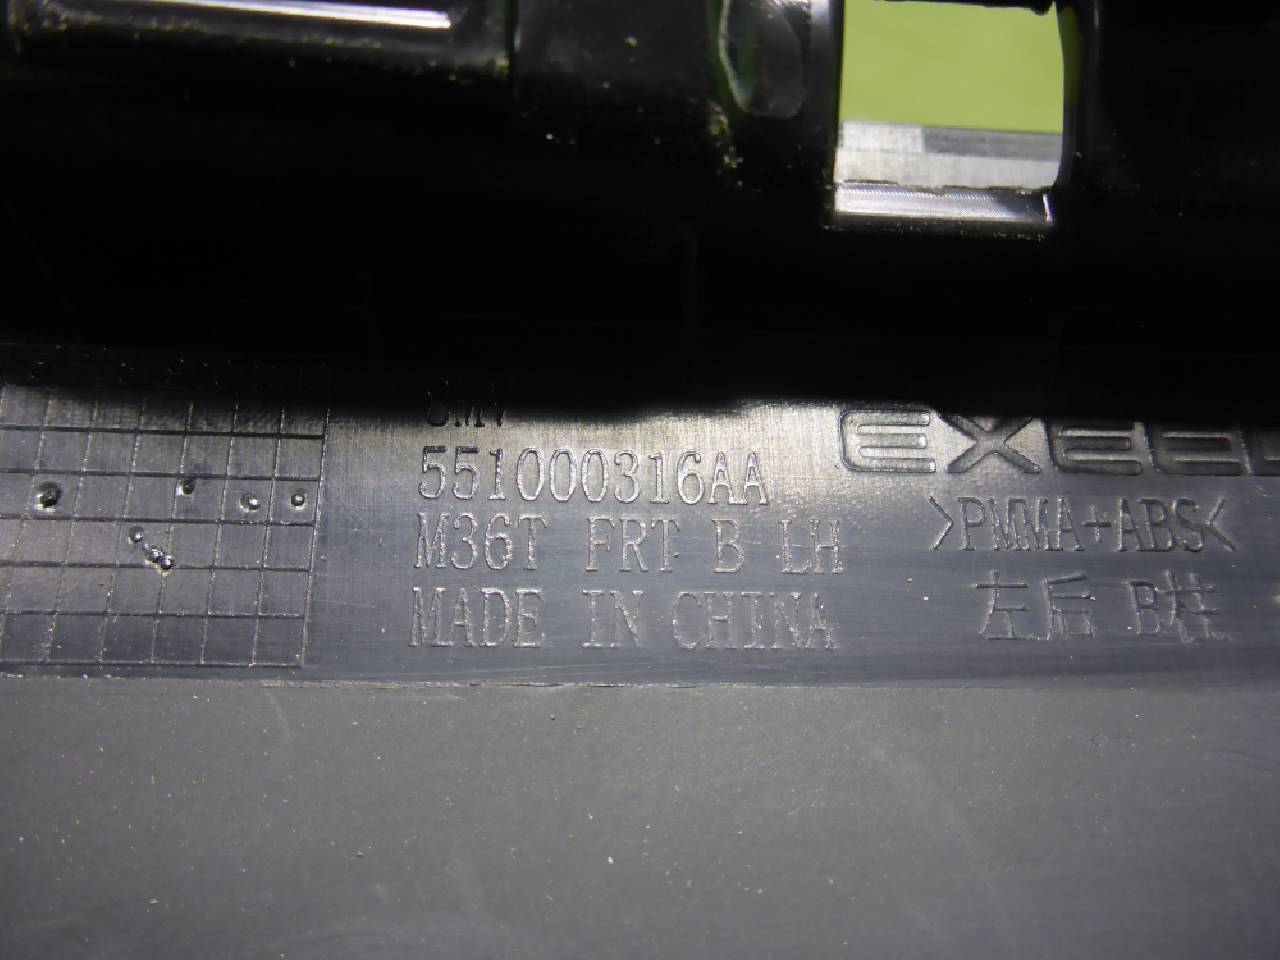 551000316AA
M36T FRT B LH
MADE IN CHINA
>PMMA+ABS<
左后 B柱